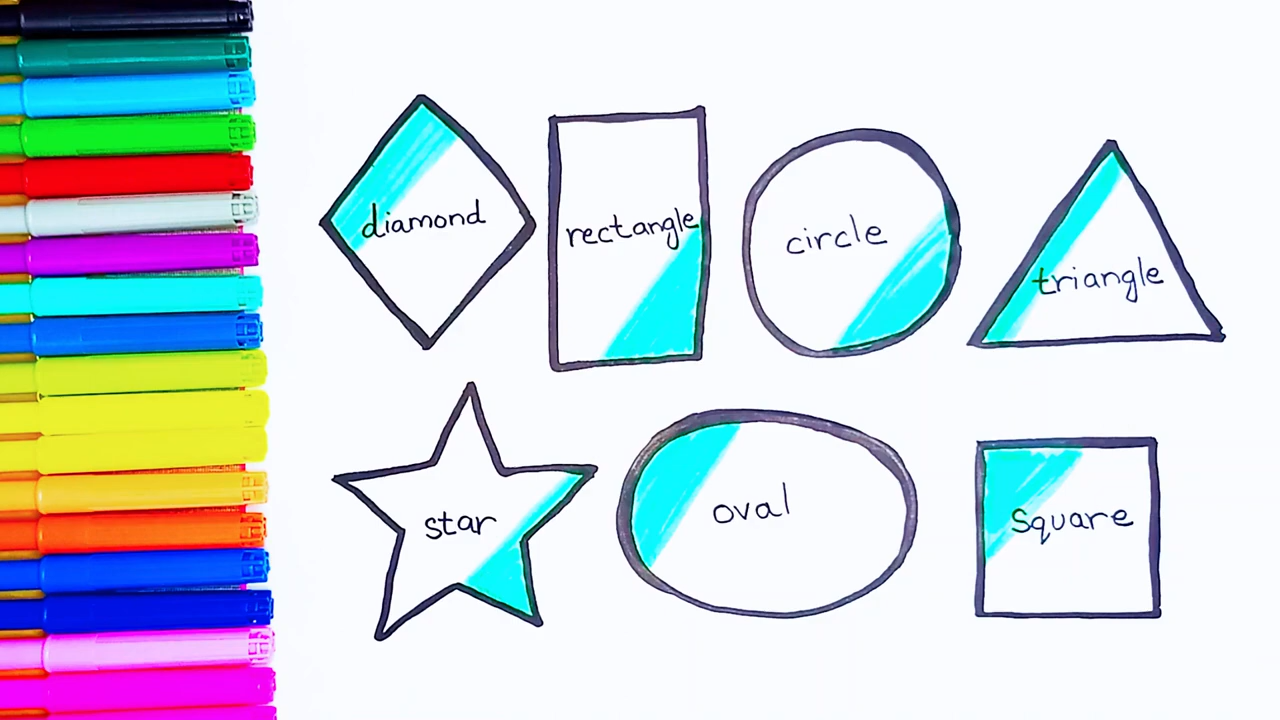 diamond
rectangle
circle
triangle
star
oval
square